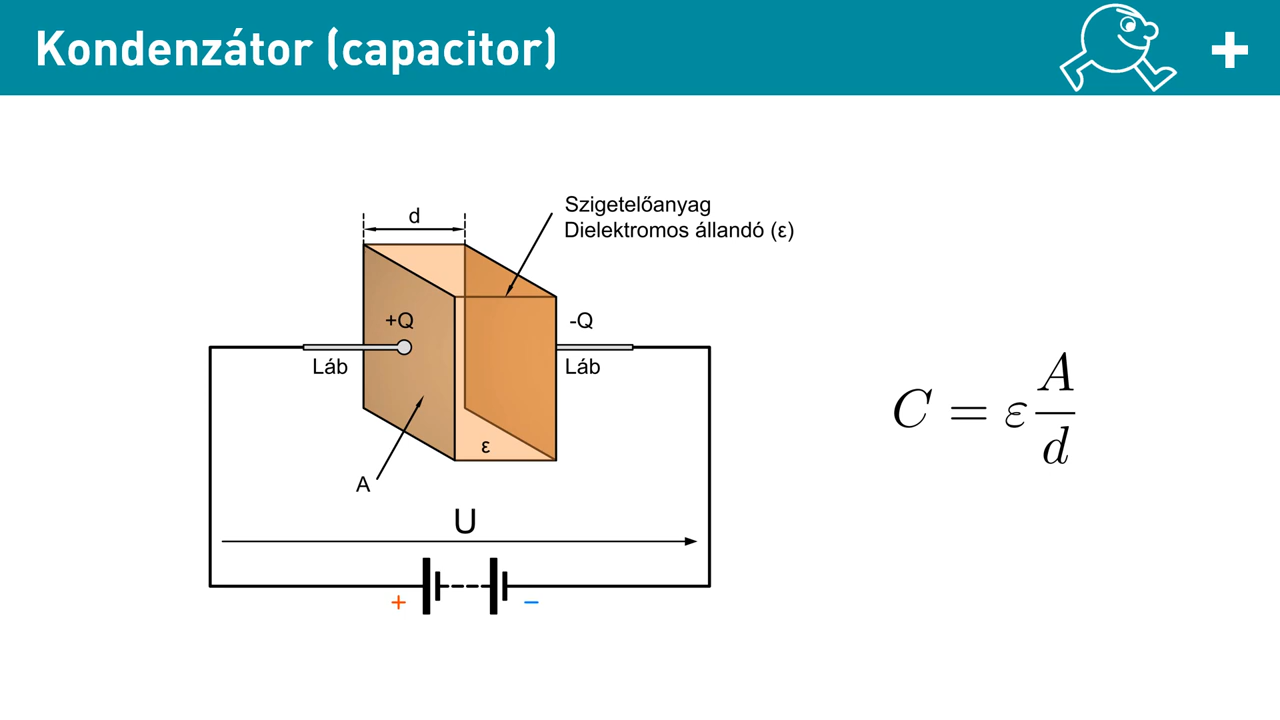 Kondenzátor (capacitor)
+
d
Szigetelőanyag
Dielektromos állandó (ε)
+Q
-Q
Láb
Láb
C = ε A/d
ε
A
U
+ −